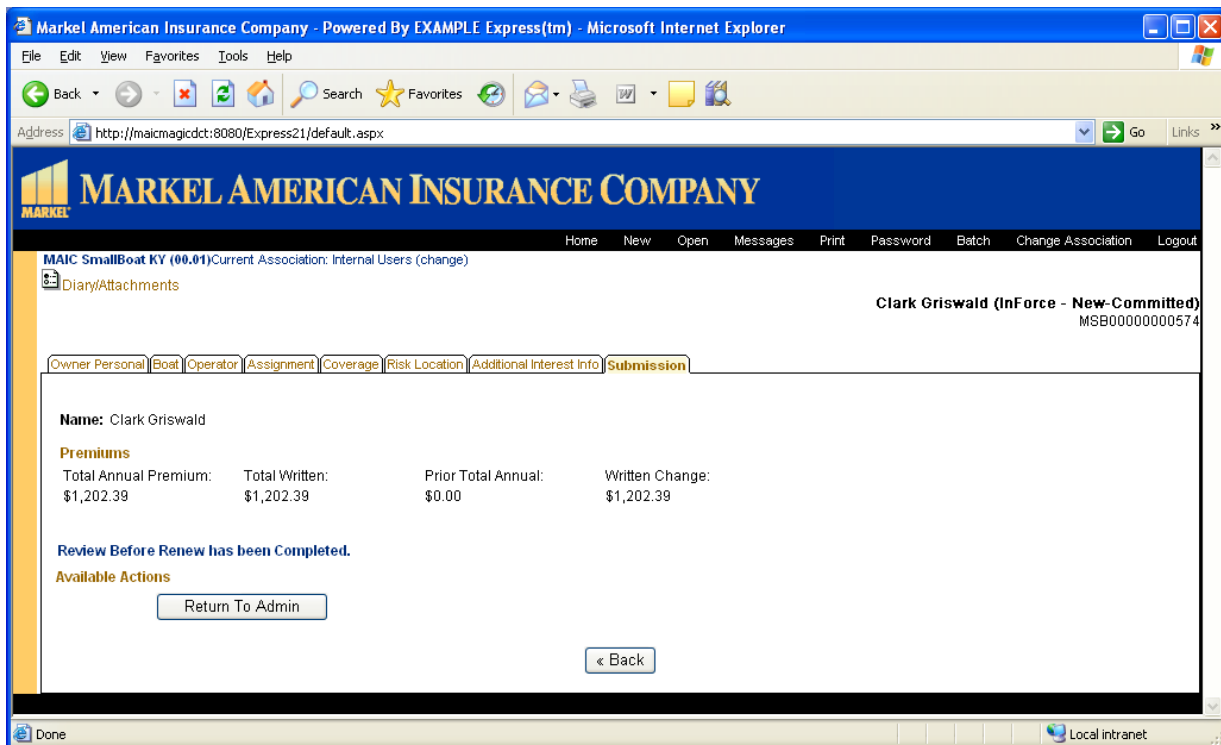 Markel American Insurance Company - Powered By EXAMPLE Express(tm) - Microsoft Internet Explorer
File Edit View Favorites Tools Help
Back Search Favorites W
Address http://maicmagicdct:8080/Express21/default.aspx Go Links »
MARKEL® MARKEL AMERICAN INSURANCE COMPANY
Home New Open Messages Print Password Batch Change Association Logout
MAIC SmallBoat KY (00.01)Current Association: Internal Users (change)
Diary/Attachments
Clark Griswald (InForce - New-Committed)
MSB00000000574
Owner Personal Boat Operator Assignment Coverage Risk Location Additional Interest Info Submission
Name: Clark Griswald
Premiums
Total Annual Premium: Total Written: Prior Total Annual: Written Change:
$1,202.39 $1,202.39 $0.00 $1,202.39
Review Before Renew has been Completed.
Available Actions
Return To Admin
« Back
Done Local intranet